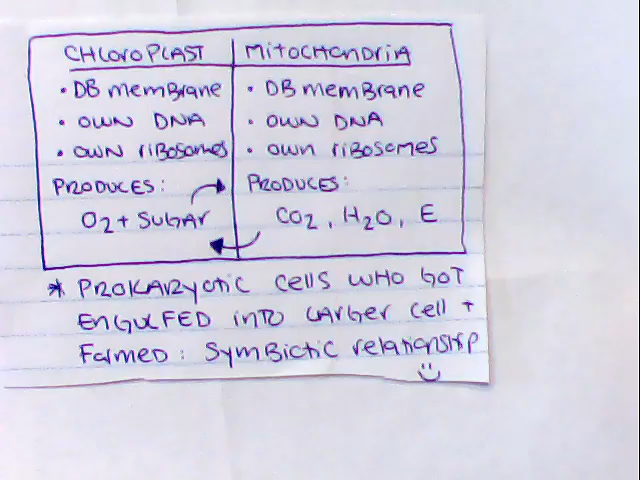 CHLOROPLAST
• DB MEMBRANE
• OWN DNA
• OWN RIBOSOMES
PRODUCES:
O2 + SUGAR
MITOCHONDRIA
• DB MEMBRANE
• OWN DNA
• OWN RIBOSOMES
PRODUCES:
CO2, H2O, E
* PROKARYOTIC CELLS WHO GOT
ENGULFED INTO LARGER CELL +
FORMED: SYMBIOTIC RELATIONSHIP